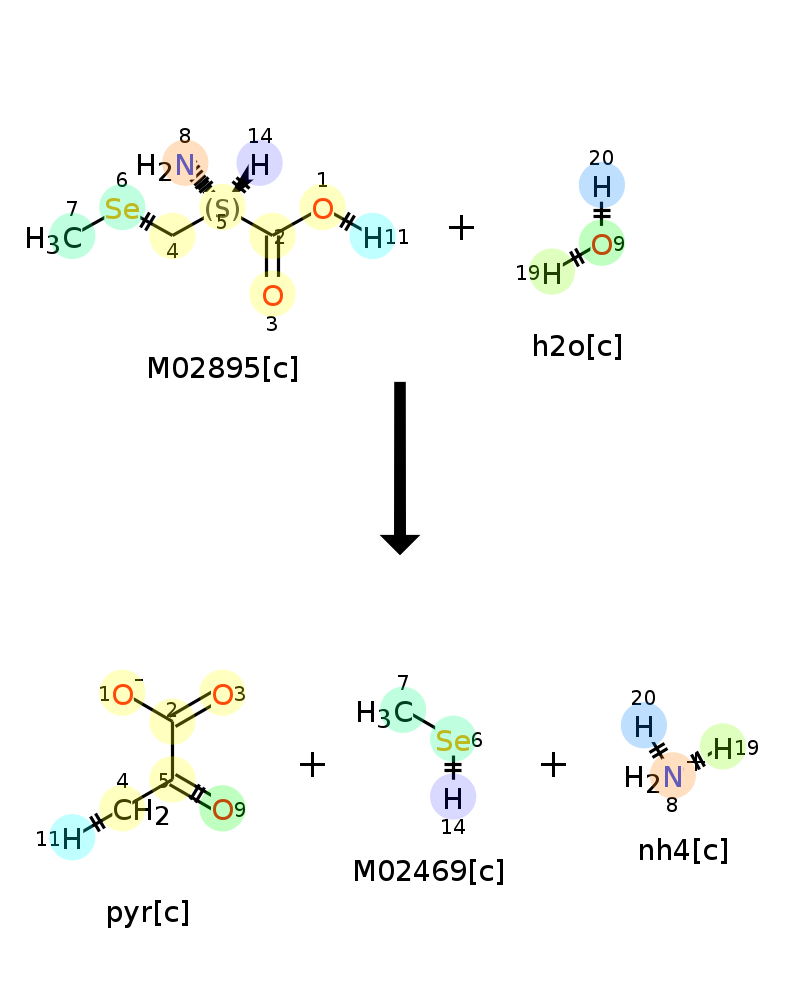 8 14
H2N H
6 1
7 Se (S) O
H3C 4 5 2 H11
O
3
M02895[c]
+
20
H
O9
19H
h2o[c]
1O- O3
2
4 5
11H CH2 O9
pyr[c]
+
7
H3C
Se6
H
14
M02469[c]
+
20
H H19
H2N
8
nh4[c]